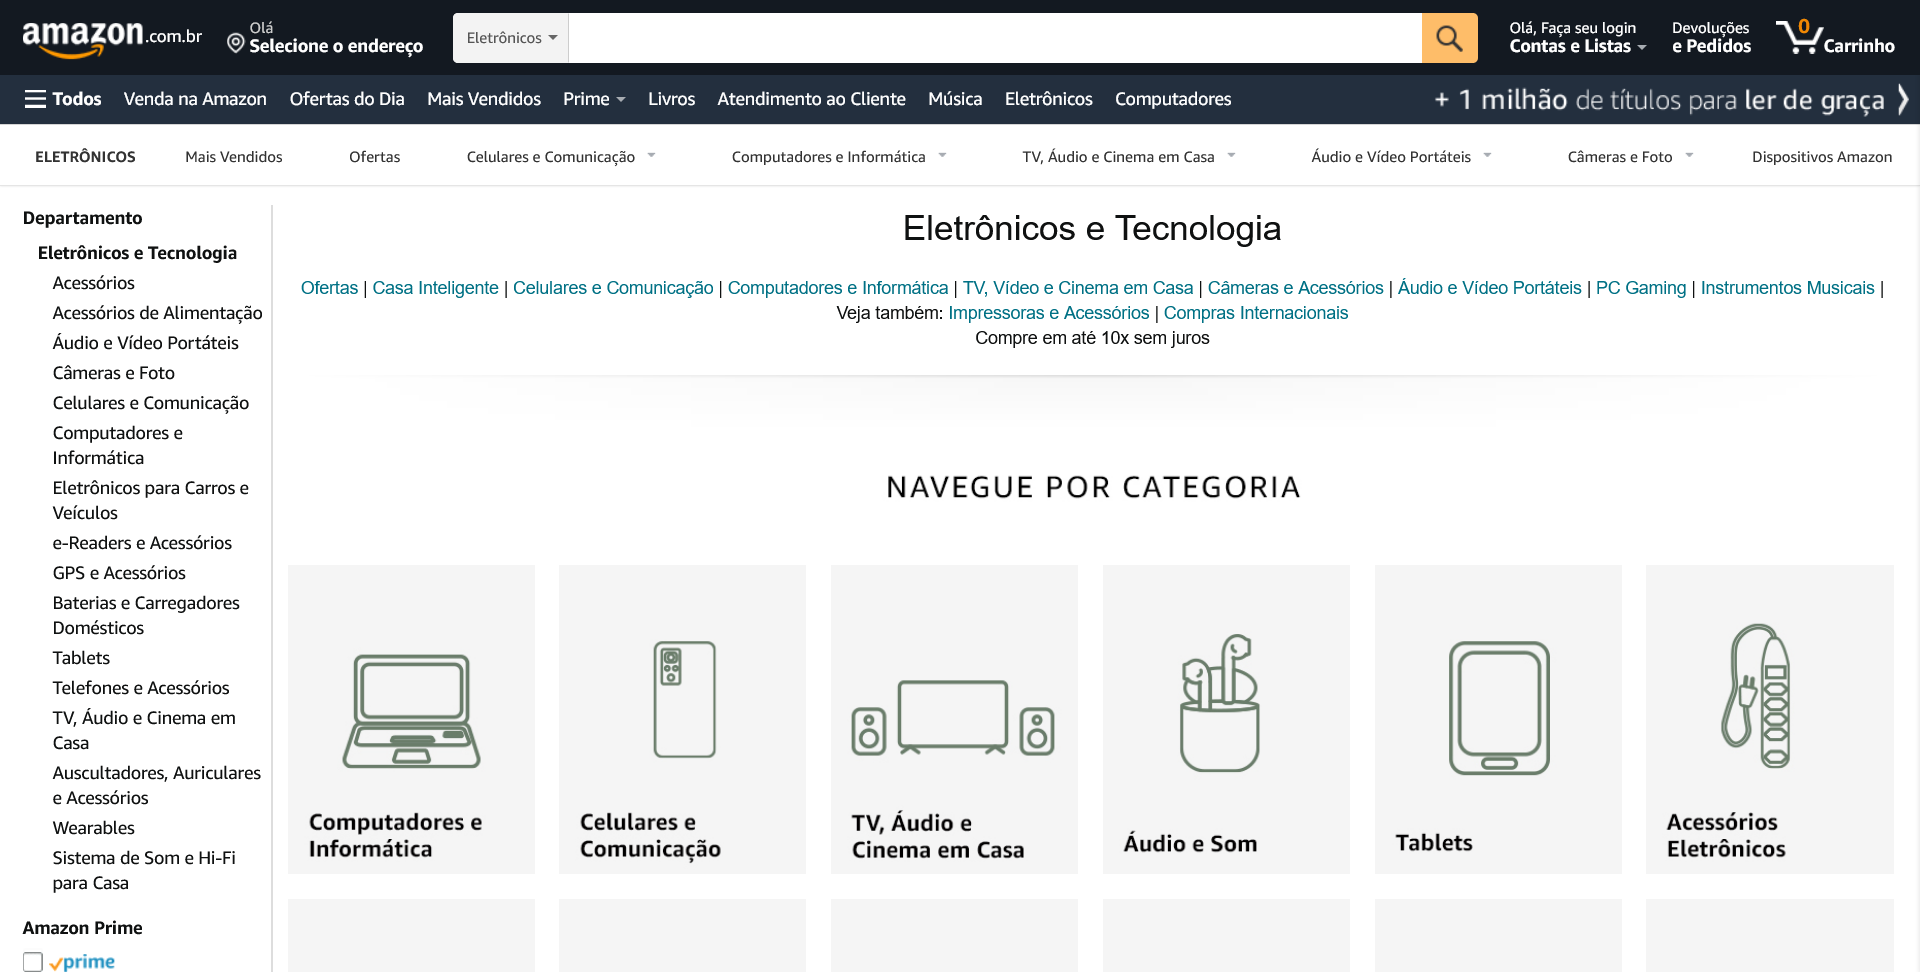 amazon.com.br
Olá
Selecione o endereço
Eletrônicos
Olá, Faça seu login
Contas e Listas
Devoluções
e Pedidos
0
Carrinho
Todos Venda na Amazon Ofertas do Dia Mais Vendidos Prime Livros Atendimento ao Cliente Música Eletrônicos Computadores
+ 1 milhão de títulos para ler de graça
ELETRÔNICOS Mais Vendidos Ofertas Celulares e Comunicação Computadores e Informática TV, Áudio e Cinema em Casa Áudio e Vídeo Portáteis Câmeras e Foto Dispositivos Amazon
Departamento
Eletrônicos e Tecnologia
Acessórios
Acessórios de Alimentação
Áudio e Vídeo Portáteis
Câmeras e Foto
Celulares e Comunicação
Computadores e
Informática
Eletrônicos para Carros e
Veículos
e-Readers e Acessórios
GPS e Acessórios
Baterias e Carregadores
Domésticos
Tablets
Telefones e Acessórios
TV, Áudio e Cinema em
Casa
Auscultadores, Auriculares
e Acessórios
Wearables
Sistema de Som e Hi-Fi
para Casa
Amazon Prime
prime
Eletrônicos e Tecnologia
Ofertas | Casa Inteligente | Celulares e Comunicação | Computadores e Informática | TV, Vídeo e Cinema em Casa | Câmeras e Acessórios | Áudio e Vídeo Portáteis | PC Gaming | Instrumentos Musicais |
Veja também: Impressoras e Acessórios | Compras Internacionais
Compre em até 10x sem juros
NAVEGUE POR CATEGORIA
Computadores e
Informática
Celulares e
Comunicação
TV, Áudio e
Cinema em Casa
Áudio e Som
Tablets
Acessórios
Eletrônicos